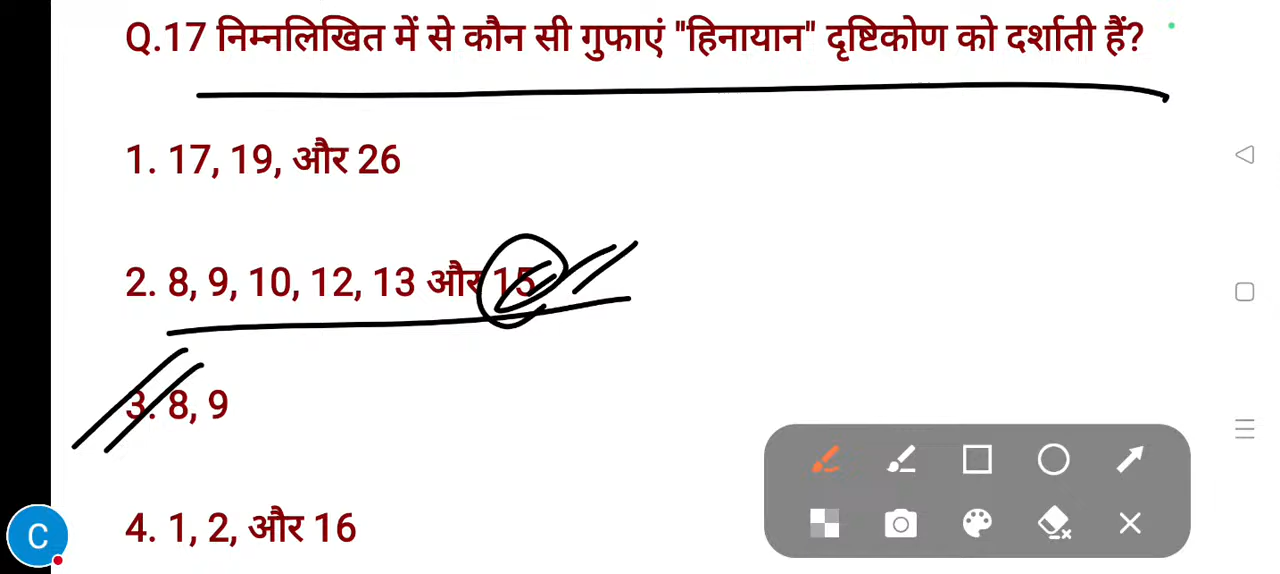 Q.17 निम्नलिखित में से कौन सी गुफाएं "हिनायान" दृष्टिकोण को दर्शाती हैं?
1. 17, 19, और 26
2. 8, 9, 10, 12, 13 और 15
3. 8, 9
4. 1, 2, और 16
C